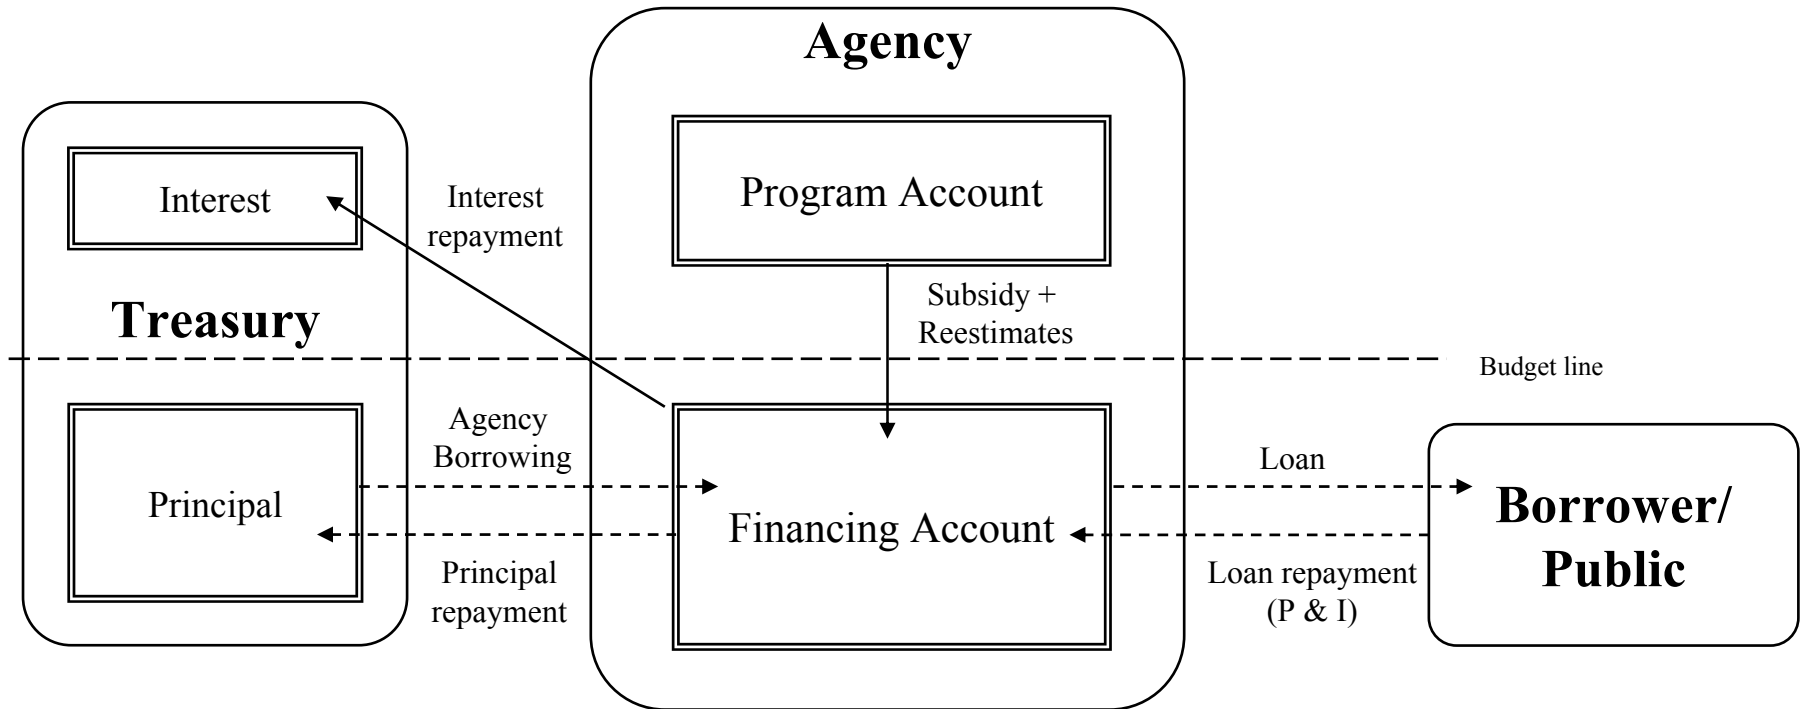 Agency
Program Account
Interest
Interest
repayment
Subsidy +
Reestimates
Treasury
Budget line
Agency
Borrowing
Loan
Principal
Financing Account
Borrower/
Public
Principal
repayment
Loan repayment
(P & I)